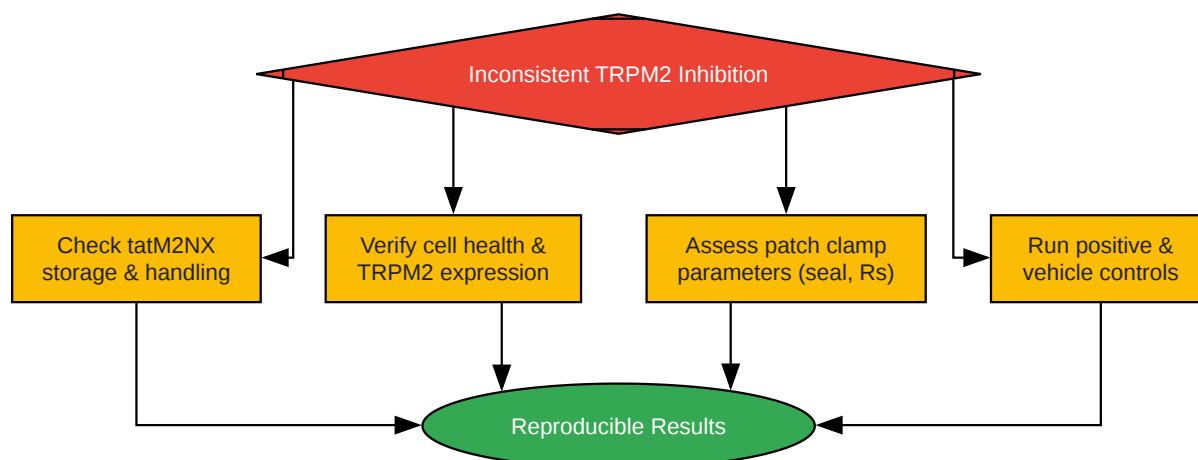 Inconsistent TRPM2 Inhibition
Check tatM2NX
storage & handling
Verify cell health &
TRPM2 expression
Assess patch clamp
parameters (seal, Rs)
Run positive &
vehicle controls
Reproducible Results